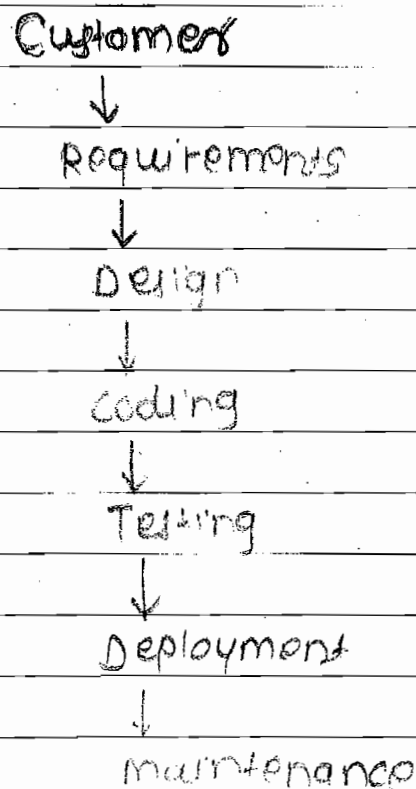 Customer
Requirements
Design
coding
Testing
Deployment
maintenance